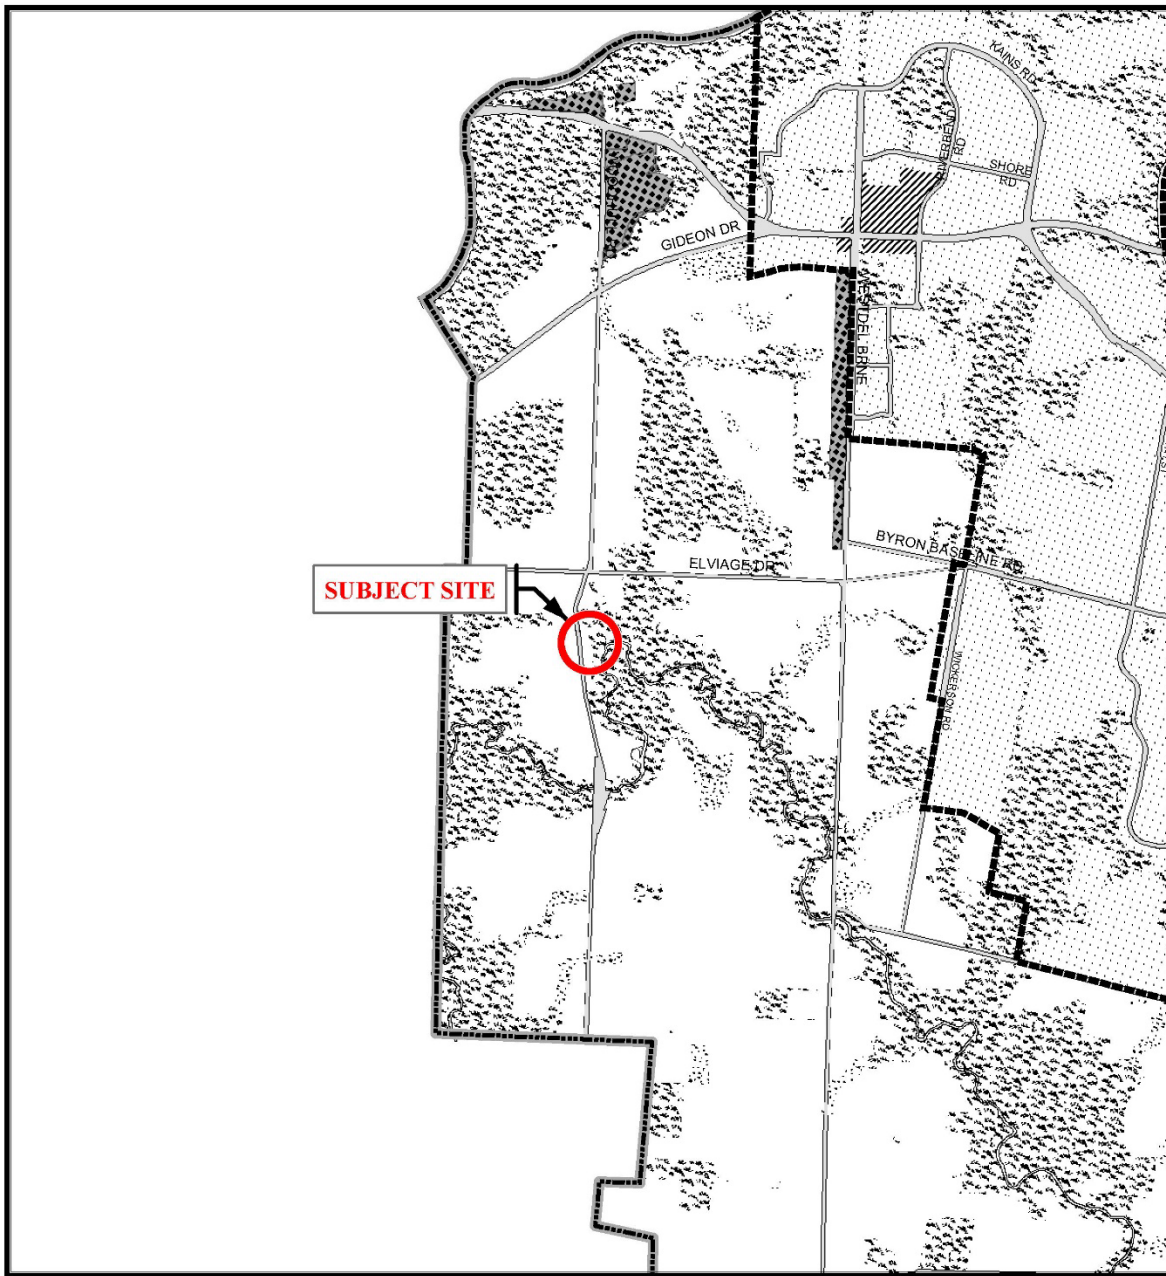 KAINS RD
RIVERBEND
RD
SHORE
RD
GIDEON DR
WESTDEL BRNE
BYRON BASELINE RD
ELVIAGE DR
SUBJECT SITE
WICKERSON RD